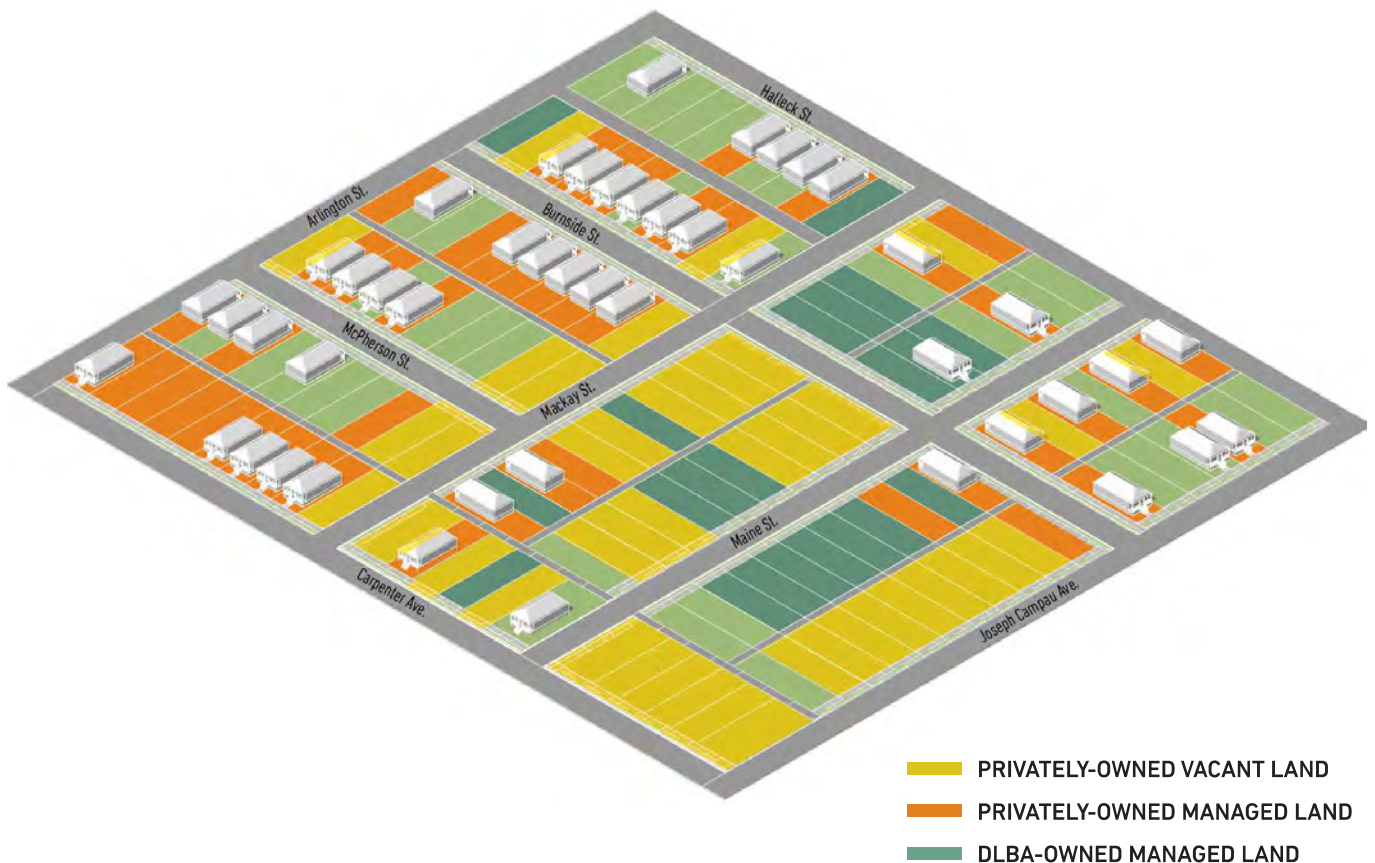 Halleck St.
Arlington St.
Burnside St.
McPherson St.
Mackay St.
Maine St.
Carpenter Ave.
Joseph Campau Ave.
PRIVATELY-OWNED VACANT LAND
PRIVATELY-OWNED MANAGED LAND
DLBA-OWNED MANAGED LAND